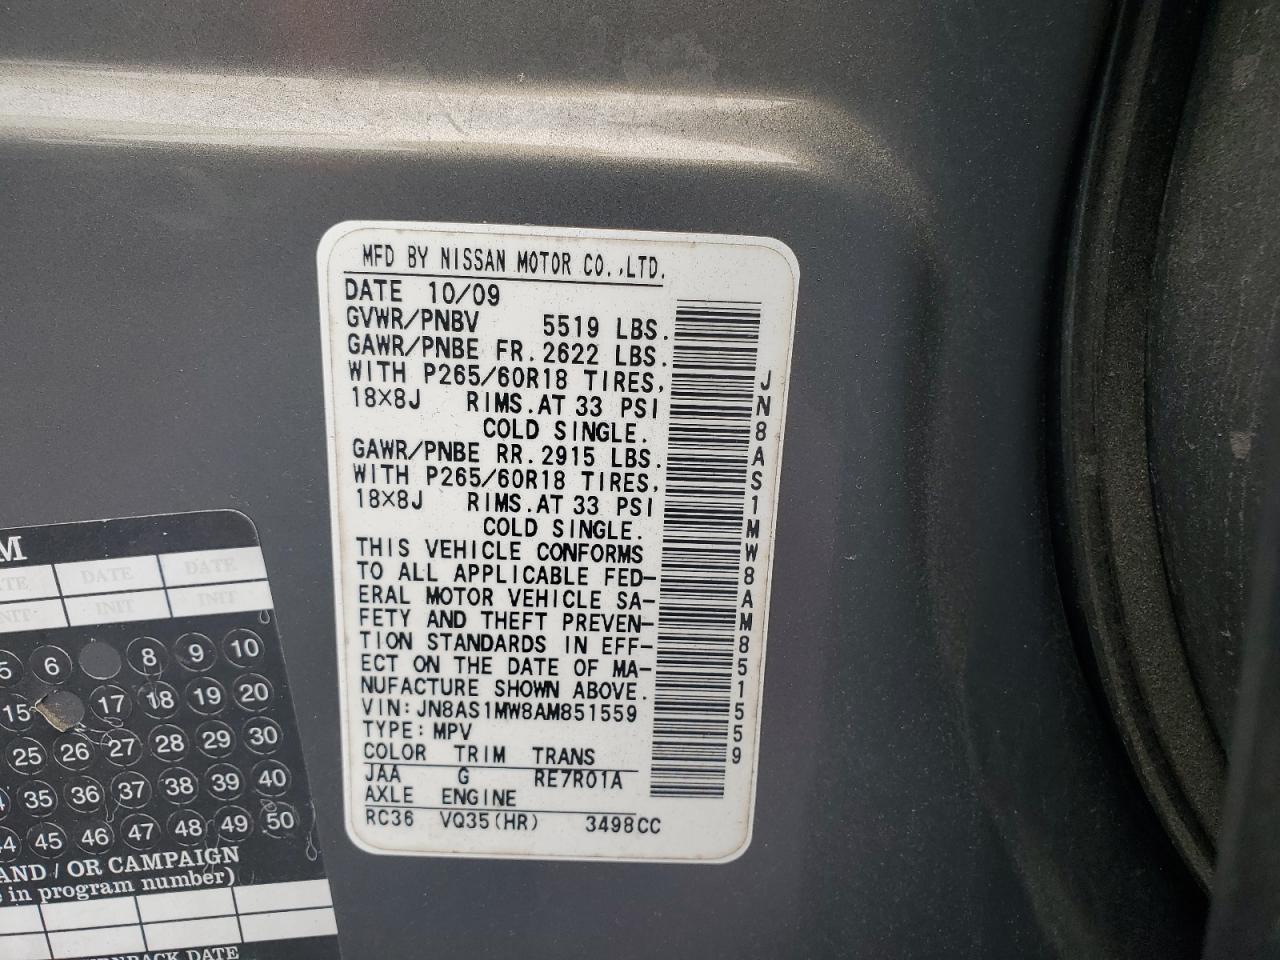 MFD BY NISSAN MOTOR CO.,LTD.
DATE 10/09
GVWR/PNBV 5519 LBS.
GAWR/PNBE FR.2622 LBS.
WITH P265/60R18 TIRES,
18X8J RIMS.AT 33 PSI
COLD SINGLE.
GAWR/PNBE RR.2915 LBS.
WITH P265/60R18 TIRES,
18X8J RIMS.AT 33 PSI
COLD SINGLE.
THIS VEHICLE CONFORMS
TO ALL APPLICABLE FED-
ERAL MOTOR VEHICLE SA-
FETY AND THEFT PREVEN-
TION STANDARDS IN EFF-
ECT ON THE DATE OF MA-
NUFACTURE SHOWN ABOVE.
VIN:JN8AS1MW8AM851559
TYPE:MPV
COLOR TRIM TRANS
JAA G RE7R01A
AXLE ENGINE
RC36 VQ35(HR) 3498CC
JN8AS1MW8AM851559
M
DATE DATE
INIT INIT
5 6 8 9 10
15 17 18 19 20
25 26 27 28 29 30
35 36 37 38 39 40
44 45 46 47 48 49 50
AND / OR CAMPAIGN
in program number)
DATE